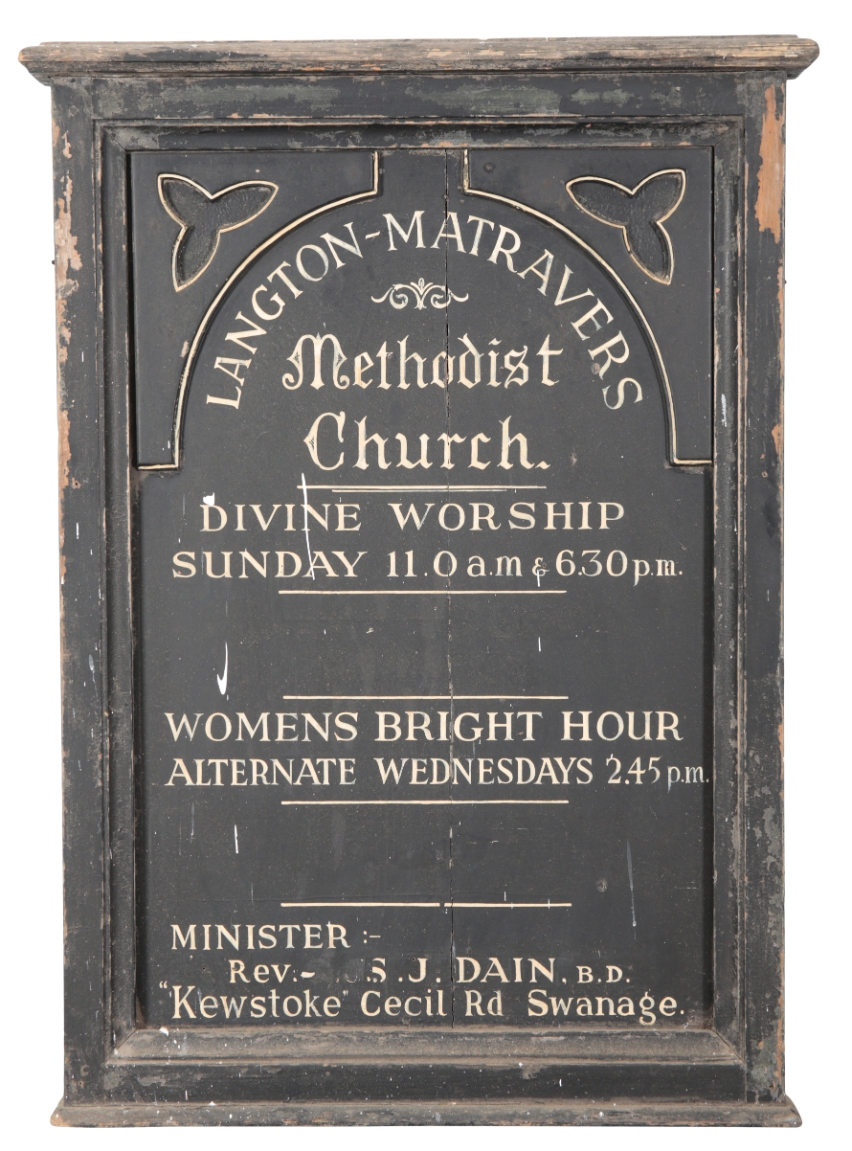 LANGTON-MATRAVERS
Methodist
Church.
DIVINE WORSHIP
SUNDAY 11.0 a.m & 6.30 p.m.
WOMENS BRIGHT HOUR
ALTERNATE WEDNESDAYS 2.45 p.m.
MINISTER :-
Rev:- S.J. DAIN. B.D.
"Kewstoke" Cecil Rd Swanage.